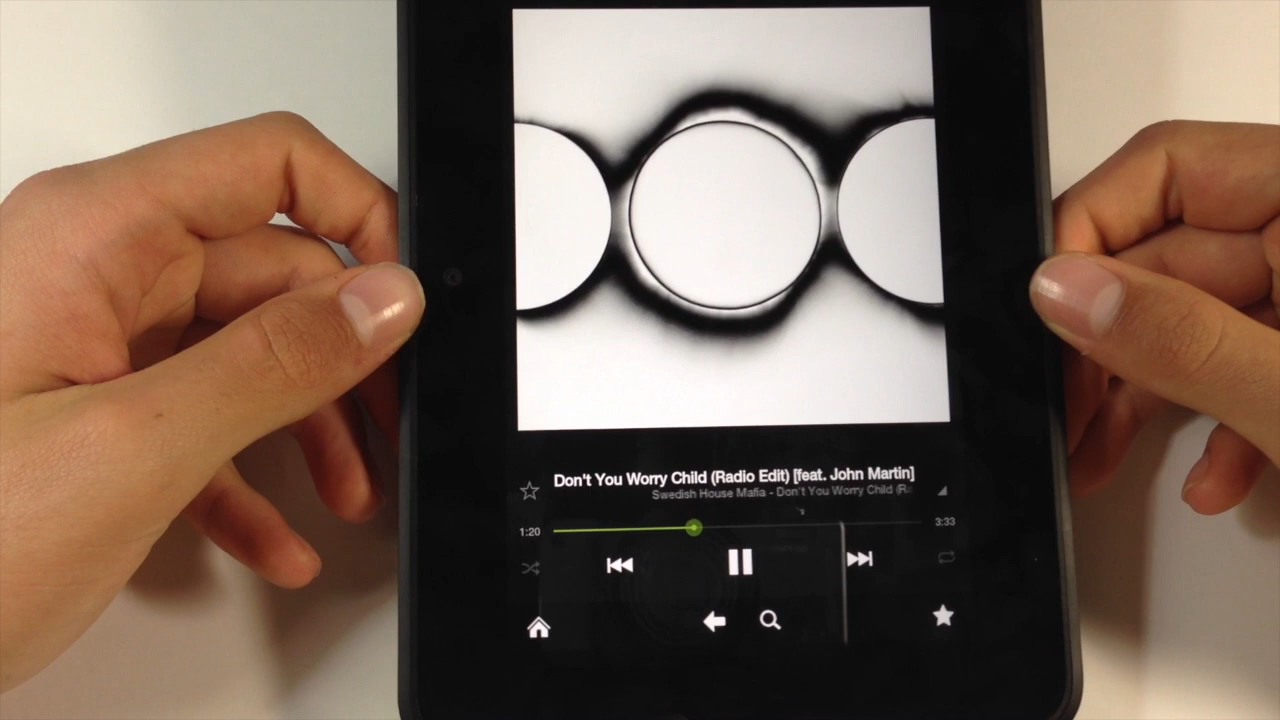 Don't You Worry Child (Radio Edit) [feat. John Martin]
Swedish House Mafia - Don't You Worry Child (Ra
1:20
3:33